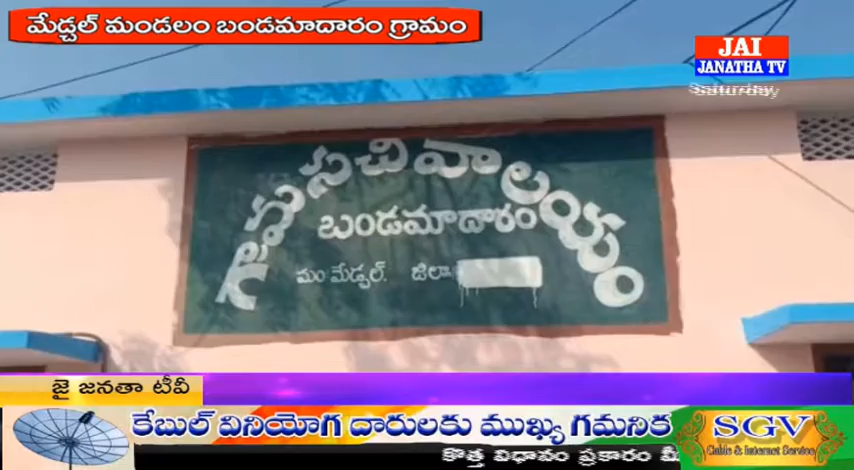 మేడ్చల్ మండలం బండమాదారం గ్రామం
JAI
JANATHA TV
Saturday
గ్రామ సచివాలయం
బండమాదారం
మం॥ మేడ్చల్. జిల్లా
జై జనతా టీవీ
కేబుల్ వినియోగ దారులకు ముఖ్య గమనిక
SGV
Cable & Internet Service
కొత్త విధానం ప్రకారం మీ